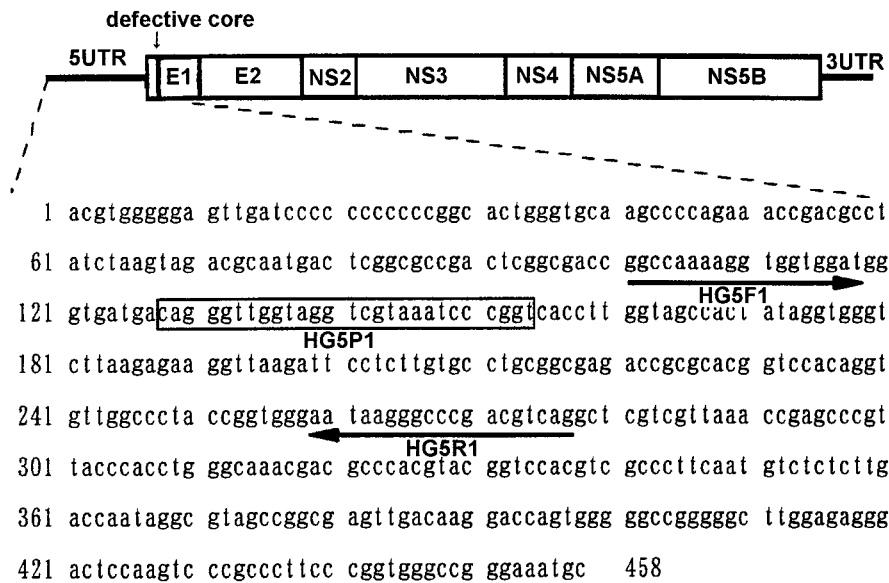 defective core
5UTR
E1 E2 NS2 NS3 NS4 NS5A NS5B
3UTR
1 acgtggggga gttgatcccc ccccccccggc actgggtgca agccccagaa accgacgcct
61 atctaagtag acgcaatgac tcggcgccga ctcggcgacc ggccaaaagg tggtggatgg
HG5F1
121 gtgatgacag ggttggtagg tcgtaaatcc cggtcacctt ggtagccact ataggtgggt
HG5P1
181 cttaagagaa ggttaagatt cctcttgtgc ctgcggcgag accgcgcacg gtccacaggt
241 gttggcccta ccggtgggaa taagggcccg acgtcaggct cgtcgttaaa ccgagcccgt
HG5R1
301 tacccacctg ggcaaacgac gcccacgtac ggtccacgtc gcccttcaat gtctctcttg
361 accaataggc gtagccggcg agttgacaag gaccagtggg ggccgggggc ttggagaggg
421 actccaagtc ccgcccttcc cggtgggccg ggaaatgc 458